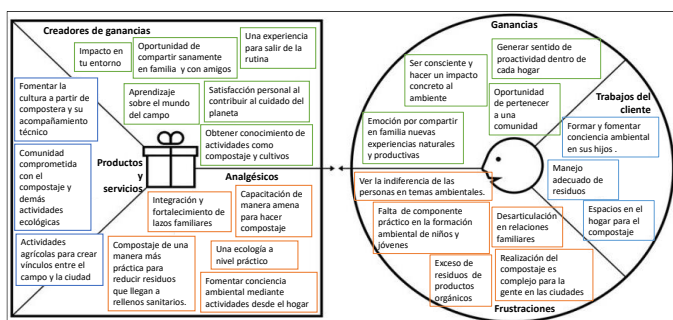 Creadores de ganancias
Impacto en
tu entorno
Oportunidad de
compartir sanamente
en familia y con amigos
Una experiencia
para salir de la
rutina
Fomentar la
cultura a partir de
compostera y su
acompañamiento
técnico
Aprendizaje
sobre el mundo
del campo
Satisfacción personal al
contribuir al cuidado del
planeta
Obtener conocimiento de
actividades como
compostaje y cultivos
Comunidad
comprometida
con el
compostaje y
demás
actividades
ecológicas
Productos
y
servicios
Analgésicos
Integración y
fortalecimiento de
lazos familiares
Capacitación de
manera amena para
hacer
compostaje
Actividades
agrícolas para crear
vínculos entre el
campo y la ciudad
Compostaje de una
manera más
práctica para
reducir residuos
que llegan a
rellenos sanitarios.
Una ecología a
nivel práctico
Fomentar conciencia
ambiental mediante
actividades desde el hogar
Ganancias
Generar sentido de
proactividad dentro de
cada hogar
Ser consciente y
hacer un impacto
concreto al
ambiente
Oportunidad
de pertenecer
a una
comunidad
Emoción por compartir
en familia nuevas
experiencias naturales
y productivas
Trabajos del
cliente
Formar y fomentar
conciencia ambiental
en sus hijos .
Manejo
adecuado de
residuos
Espacios en el
hogar para el
compostaje
Ver la indiferencia de las
personas en temas ambientales.
Falta de componente
práctico en la formación
ambiental de niños y
jóvenes
Desarticulación
en relaciones
familiares
Exceso de
residuos de
productos
orgánicos
Realización del
compostaje es
complejo para la
gente en las ciudades
Frustraciones